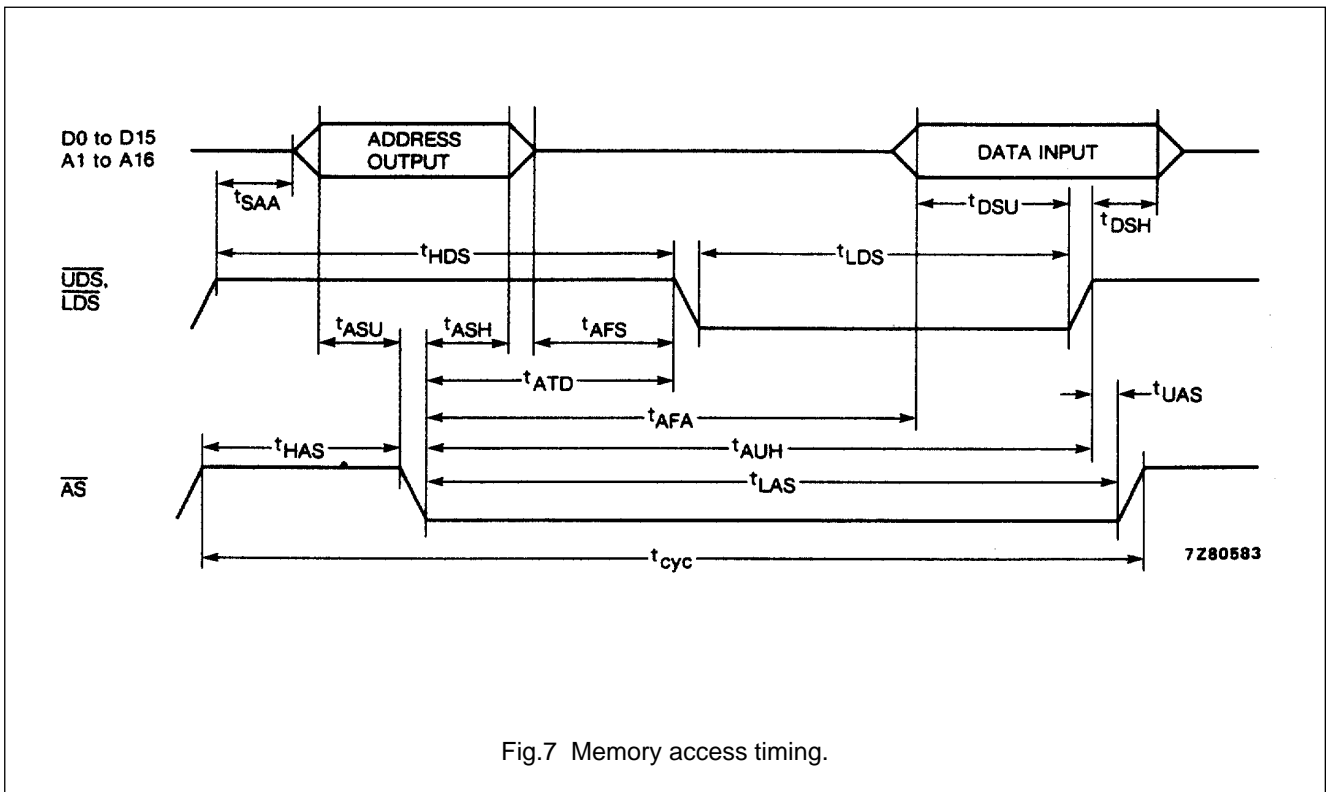 D0 to D15
A1 to A16
ADDRESS
OUTPUT
DATA INPUT
tSAA
tDSU
tDSH
tHDS
tLDS
UDS,
LDS
tASU
tASH
tAFS
tATD
tUAS
tAFA
tHAS
tAUH
tLAS
AS
tcyc
7Z80583
Fig.7 Memory access timing.